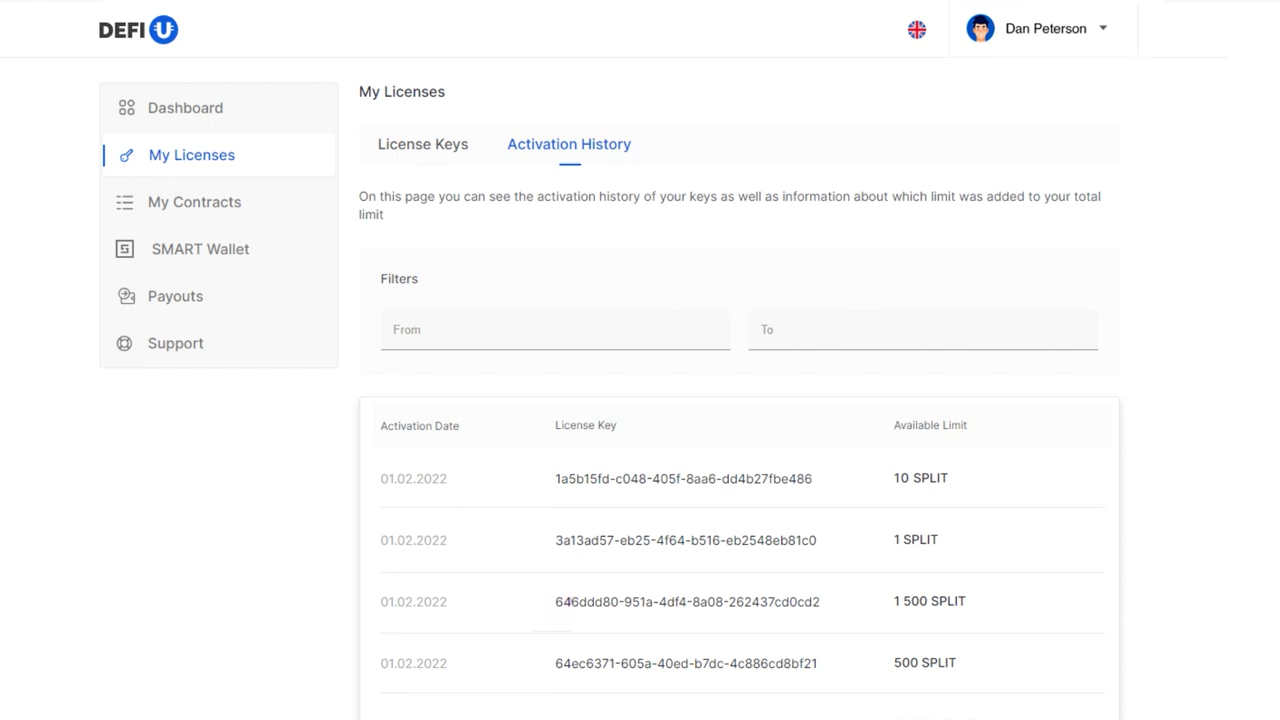 DEFI U
Dan Peterson
Dashboard
My Licenses
My Contracts
SMART Wallet
Payouts
Support
My Licenses
License Keys Activation History
On this page you can see the activation history of your keys as well as information about which limit was added to your total
limit
Filters
From To
Activation Date License Key Available Limit
01.02.2022 1a5b15fd-c048-405f-8aa6-dd4b27fbe486 10 SPLIT
01.02.2022 3a13ad57-eb25-4f64-b516-eb2548eb81c0 1 SPLIT
01.02.2022 646ddd80-951a-4df4-8a08-262437cd0cd2 1 500 SPLIT
01.02.2022 64ec6371-605a-40ed-b7dc-4c886cd8bf21 500 SPLIT